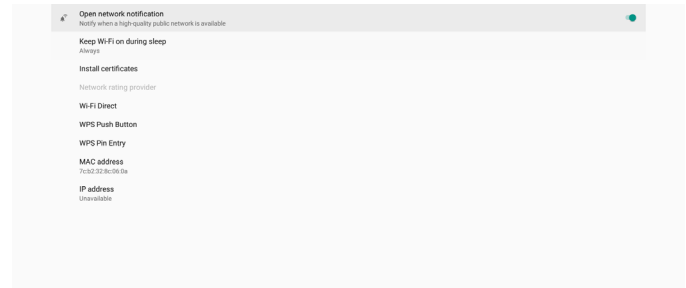 Open network notification
Notify when a high-quality public network is available
Keep Wi-Fi on during sleep
Always
Install certificates
Network rating provider
Wi-Fi Direct
WPS Push Button
WPS Pin Entry
MAC address
7c:b2:32:8c:06:0a
IP address
Unavailable